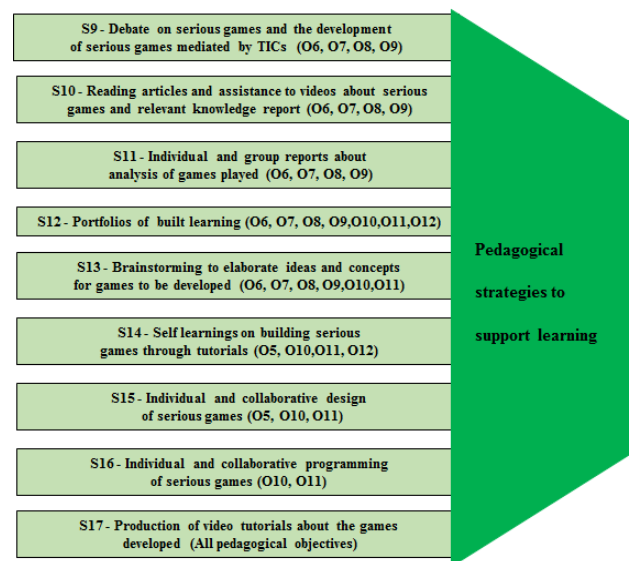 S9 - Debate on serious games and the development
of serious games mediated by TICs (O6, O7, O8, O9)
S10 - Reading articles and assistance to videos about serious
games and relevant knowledge report (O6, O7, O8, O9)
S11 - Individual and group reports about
analysis of games played (O6, O7, O8, O9)
S12 - Portfolios of built learning (O6, O7, O8, O9,O10,O11,O12)
S13 - Brainstorming to elaborate ideas and concepts
for games to be developed (O6, O7, O8, O9,O10,O11)
S14 - Self learnings on building serious
games through tutorials (O5, O10,O11, O12)
S15 - Individual and collaborative design
of serious games (O5, O10, O11)
S16 - Individual and collaborative programming
of serious games (O10, O11)
S17 - Production of video tutorials about the games
developed (All pedagogical objectives)
Pedagogical
strategies to
support learning